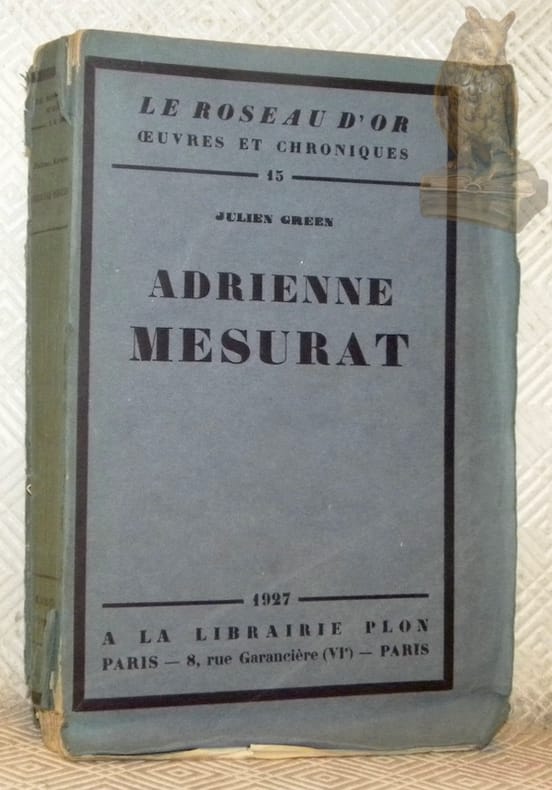 LE ROSEAU D'OR
ŒUVRES ET CHRONIQUES
15
JULIEN GREEN
ADRIENNE
MESURAT
1927
A LA LIBRAIRIE PLON
PARIS — 8, rue Garancière (VIᵉ) — PARIS